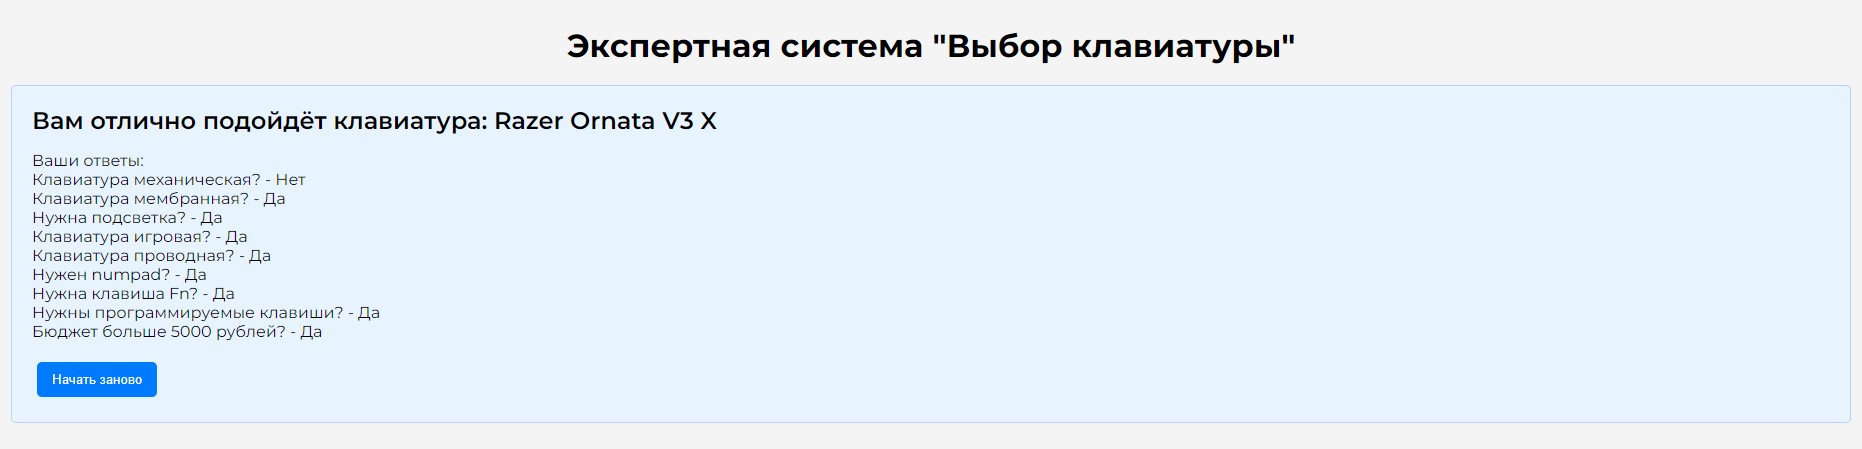 Экспертная система "Выбор клавиатуры"
Вам отлично подойдёт клавиатура: Razer Ornata V3 X
Ваши ответы:
Клавиатура механическая? - Нет
Клавиатура мембранная? - Да
Нужна подсветка? - Да
Клавиатура игровая? - Да
Клавиатура проводная? - Да
Нужен numpad? - Да
Нужна клавиша Fn? - Да
Нужны программируемые клавиши? - Да
Бюджет больше 5000 рублей? - Да
Начать заново